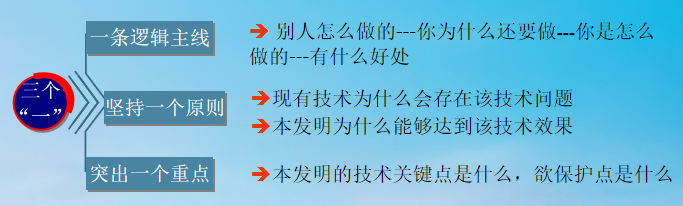 三个
“一”
一条逻辑主线
➔ 别人怎么做的---你为什么还要做---你是怎么
做的---有什么好处
坚持一个原则
➔现有技术为什么会存在该技术问题
➔本发明为什么能够达到该技术效果
突出一个重点
➔本发明的技术关键点是什么，欲保护点是什么